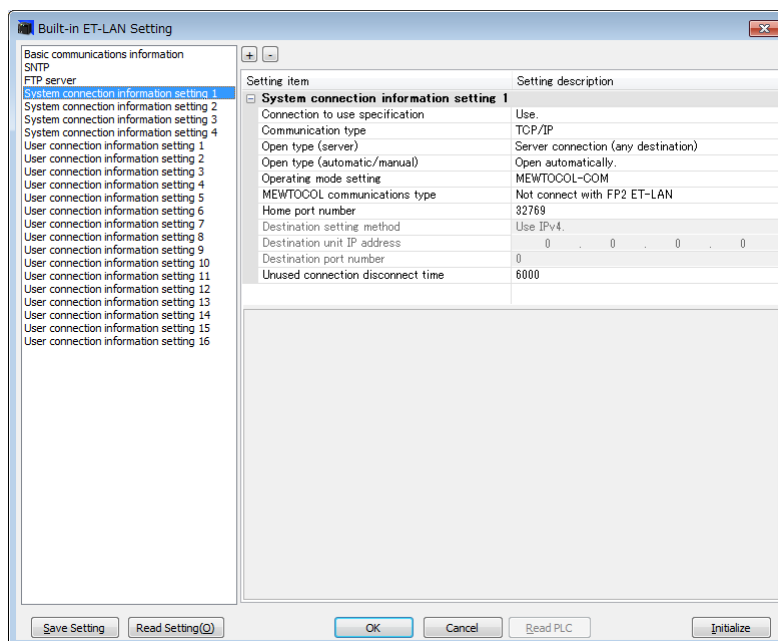 Built-in ET-LAN Setting
Basic communications information
SNTP
FTP server
System connection information setting 1
System connection information setting 2
System connection information setting 3
System connection information setting 4
User connection information setting 1
User connection information setting 2
User connection information setting 3
User connection information setting 4
User connection information setting 5
User connection information setting 6
User connection information setting 7
User connection information setting 8
User connection information setting 9
User connection information setting 10
User connection information setting 11
User connection information setting 12
User connection information setting 13
User connection information setting 14
User connection information setting 15
User connection information setting 16
+ -
Setting item Setting description
System connection information setting 1
Connection to use specification Use.
Communication type TCP/IP
Open type (server) Server connection (any destination)
Open type (automatic/manual) Open automatically.
Operating mode setting MEWTOCOL-COM
MEWTOCOL communications type Not connect with FP2 ET-LAN
Home port number 32769
Destination setting method Use IPv4.
Destination unit IP address 0 . 0 . 0 . 0
Destination port number 0
Unused connection disconnect time 6000
Save Setting Read Setting(O) OK Cancel Read PLC Initialize